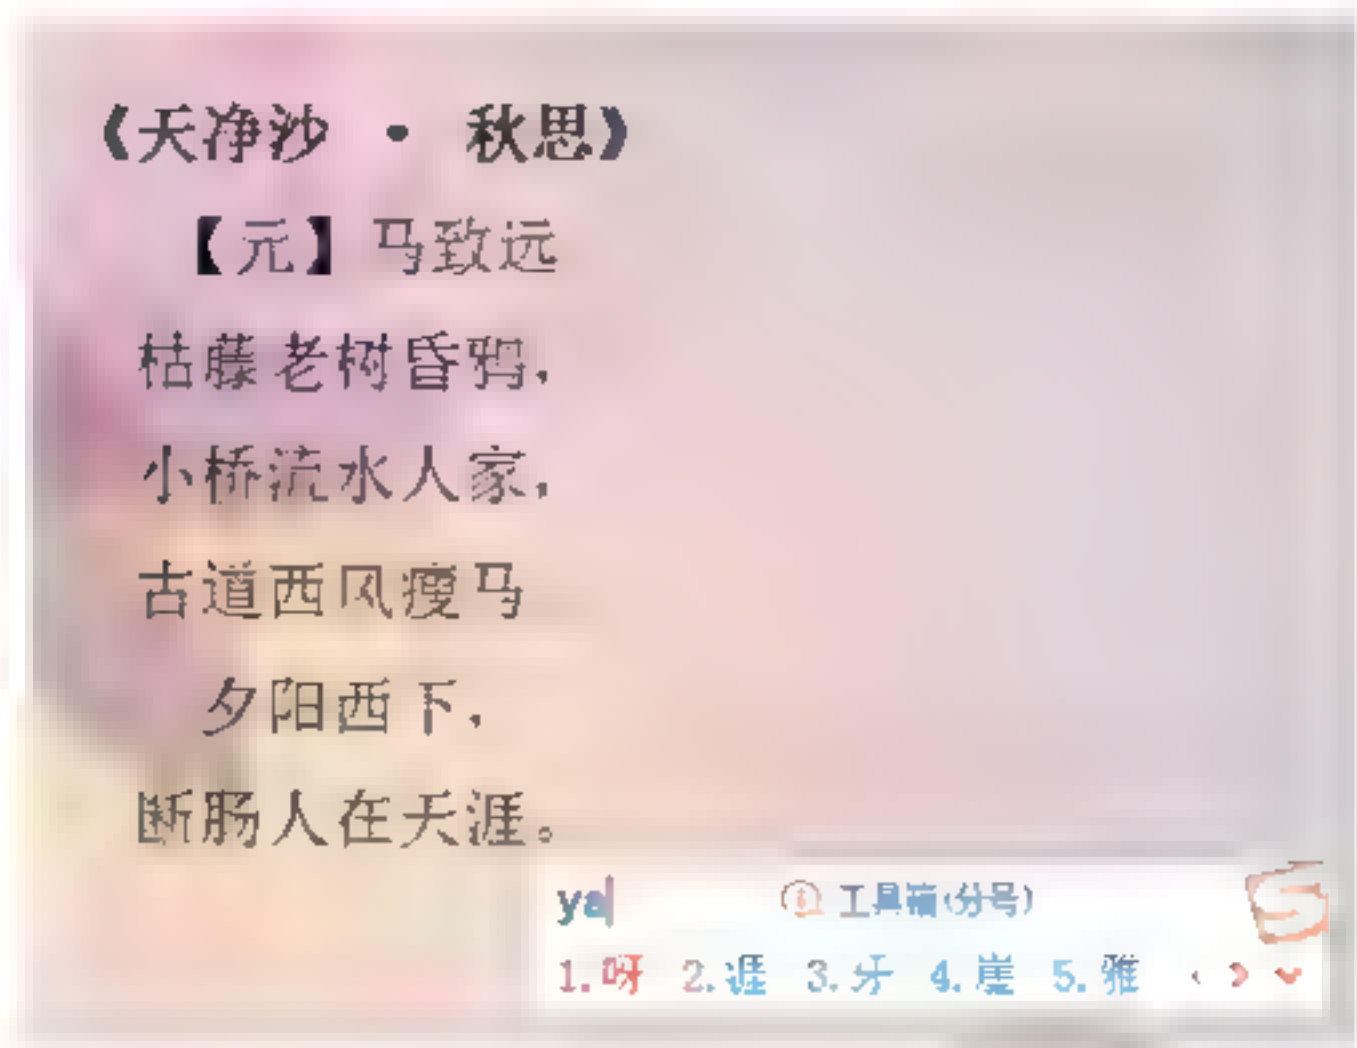 《天净沙 · 秋思》
【元】马致远
枯藤老树昏鸦,
小桥流水人家,
古道西风瘦马
夕阳西下,
断肠人在天涯。
ya
工具箱(分号)
1.呀 2.涯 3.牙 4.崖 5.雅